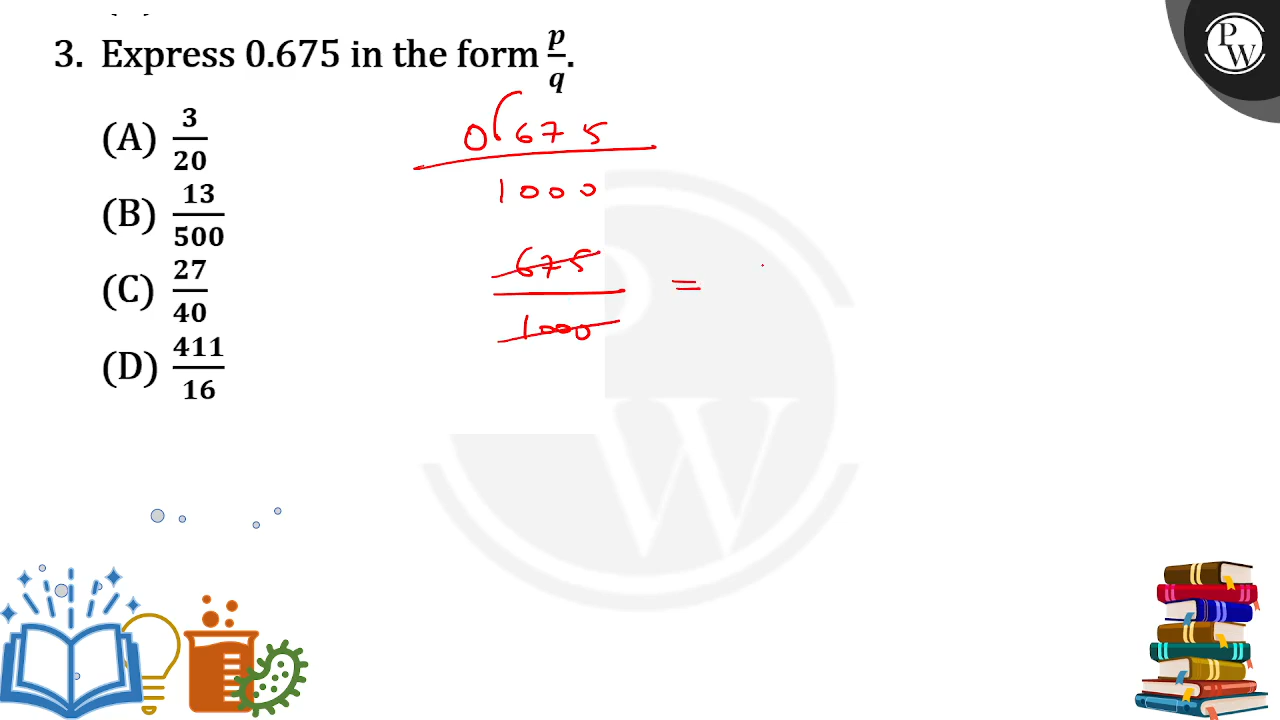 P
W
3. Express 0.675 in the form p/q.
(A) 3/20
(B) 13/500
(C) 27/40
(D) 411/16
0 675
1000
675 =
1000
P
W